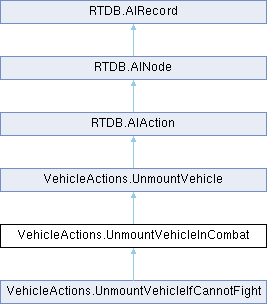 RTDB.AIRecord
RTDB.AINode
RTDB.AIAction
VehicleActions.UnmountVehicle
VehicleActions.UnmountVehicleInCombat
VehicleActions.UnmountVehicleIfCannotFight